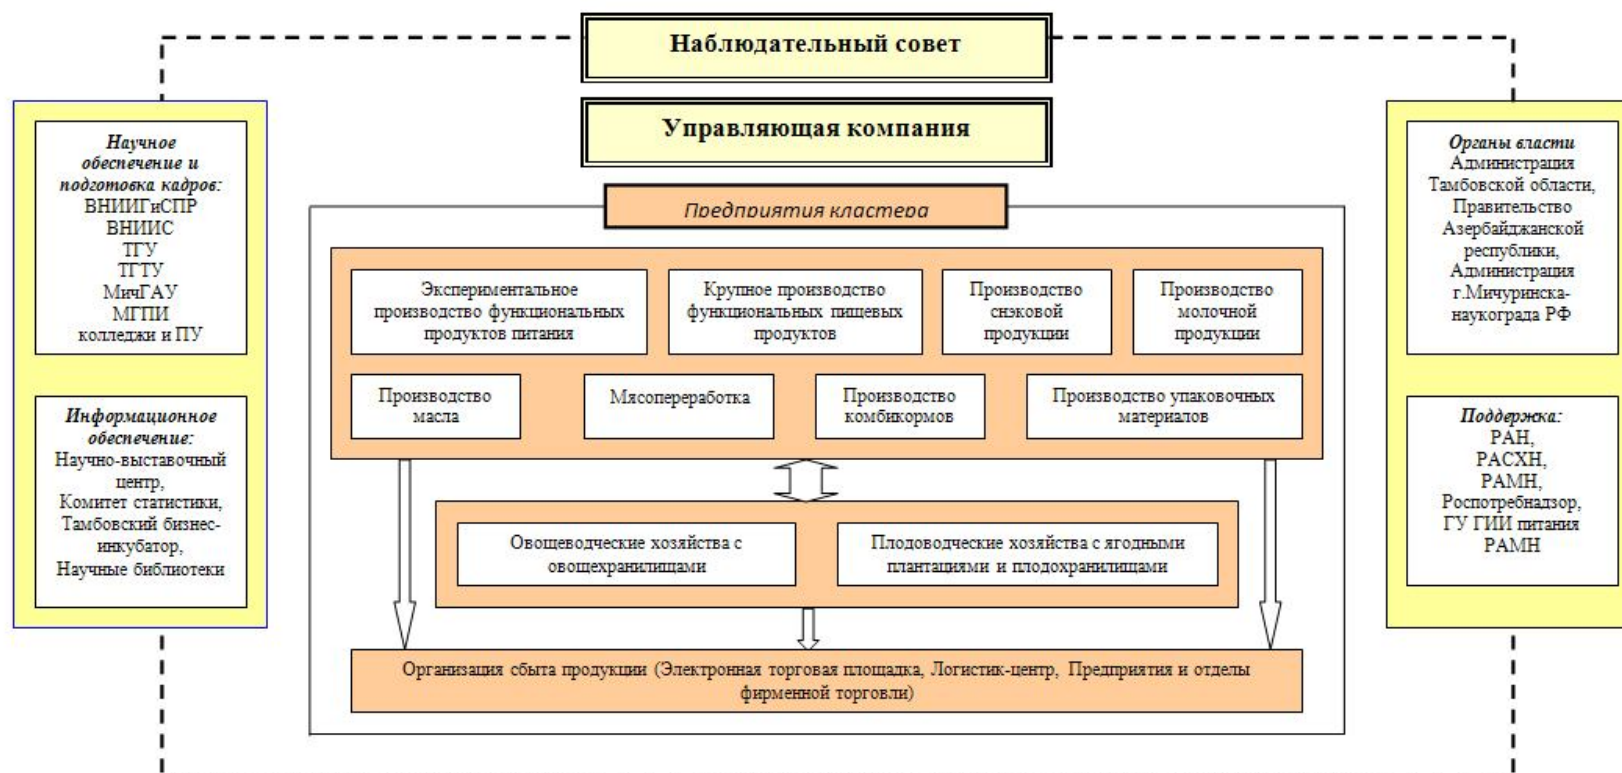 Наблюдательный совет
Управляющая компания
Научное
обеспечение и
подготовка кадров:
ВНИИГиСПР
ВНИИС
ТГУ
ТГТУ
МичГАУ
МГПИ
колледжи и ПУ
Информационное
обеспечение:
Научно-выставочный
центр,
Комитет статистики,
Тамбовский бизнес-
инкубатор,
Научные библиотеки
Предприятия кластера
Экспериментальное
производство функциональных
продуктов питания
Крупное производство
функциональных пищевых
продуктов
Производство
снэковой
продукции
Производство
молочной
продукции
Производство
масла
Мясопереработка
Производство
комбикормов
Производство упаковочных
материалов
Овощеводческие хозяйства с
овощехранилищами
Плодоводческие хозяйства с ягодными
плантациями и плодохранилищами
Организация сбыта продукции (Электронная торговая площадка, Логистик-центр, Предприятия и отделы
фирменной торговли)
Органы власти
Администрация
Тамбовской области,
Правительство
Азербайджанской
республики,
Администрация
г.Мичуринска-
наукограда РФ
Поддержка:
РАН,
РАСХН,
РАМН,
Роспотребнадзор,
ГУ ГИИ питания
РАМН